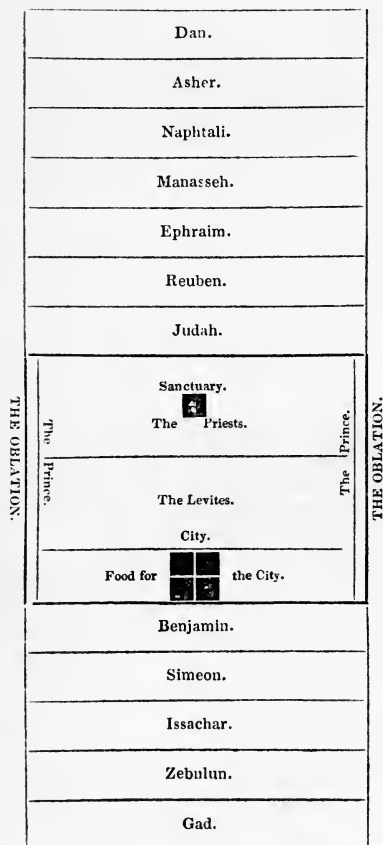 Dan.
Asher.
Naphtali.
Manasseh.
Ephraim.
Reuben.
Judah.
THE OBLATION.
The Prince.
Sanctuary.
The Priests.
The Levites.
City.
Food for the City.
The Prince.
THE OBLATION.
Benjamin.
Simeon.
Issachar.
Zebulun.
Gad.